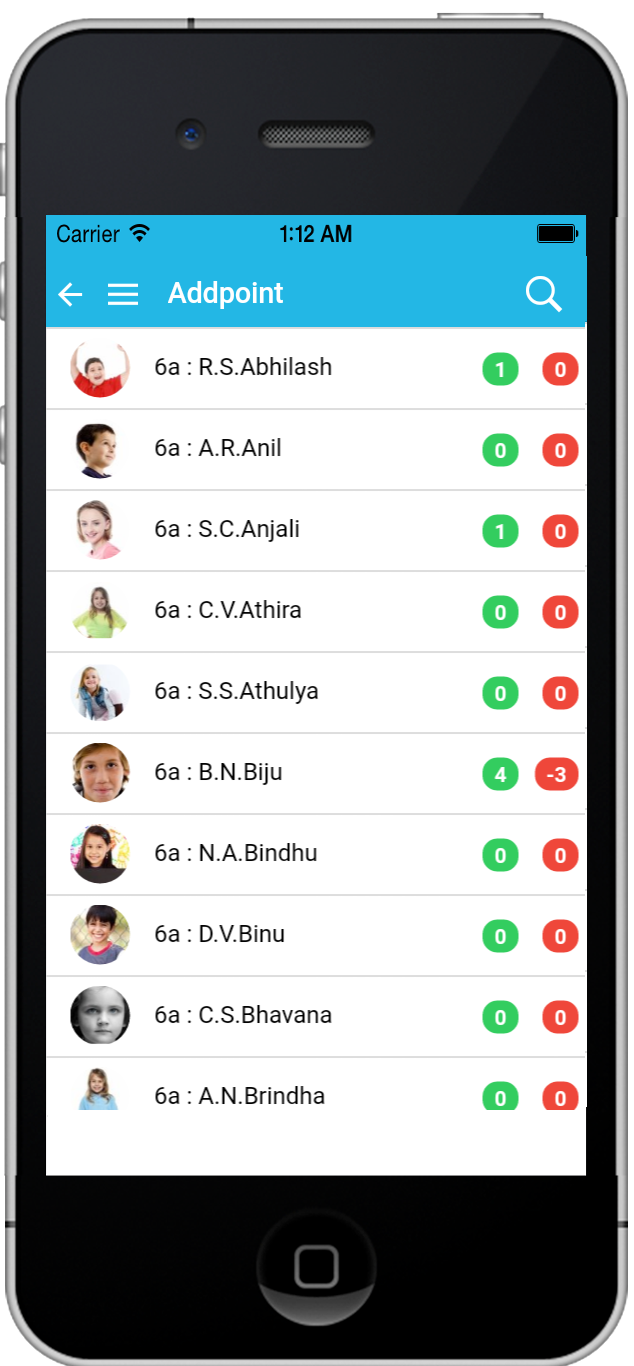 Carrier 1:12 AM
Addpoint
6a : R.S.Abhilash 1 0
6a : A.R.Anil 0 0
6a : S.C.Anjali 1 0
6a : C.V.Athira 0 0
6a : S.S.Athulya 0 0
6a : B.N.Biju 4 -3
6a : N.A.Bindhu 0 0
6a : D.V.Binu 0 0
6a : C.S.Bhavana 0 0
6a : A.N.Brindha 0 0